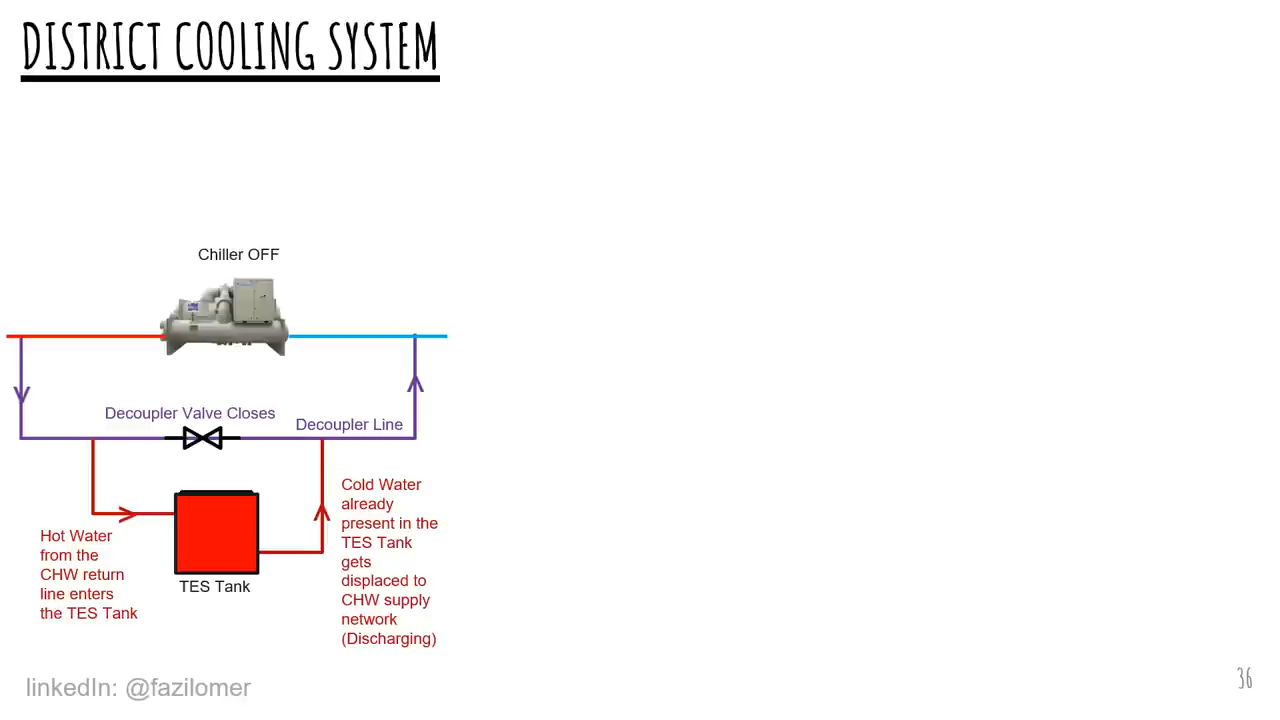 DISTRICT COOLING SYSTEM
Chiller OFF
Decoupler Valve Closes
Decoupler Line
Cold Water
already
present in the
TES Tank
gets
displaced to
CHW supply
network
(Discharging)
Hot Water
from the
CHW return
line enters
the TES Tank
TES Tank
linkedIn: @fazilomer
36